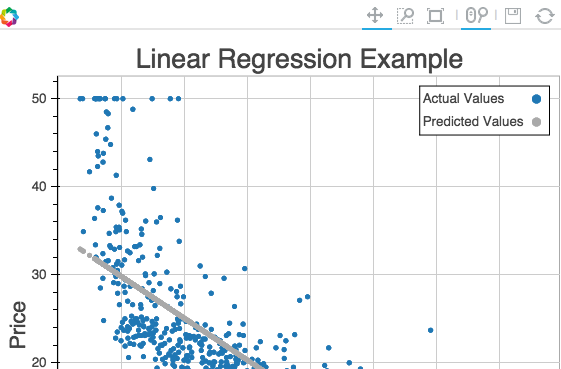 Linear Regression Example
Actual Values
Predicted Values
50
40
30
20
Price